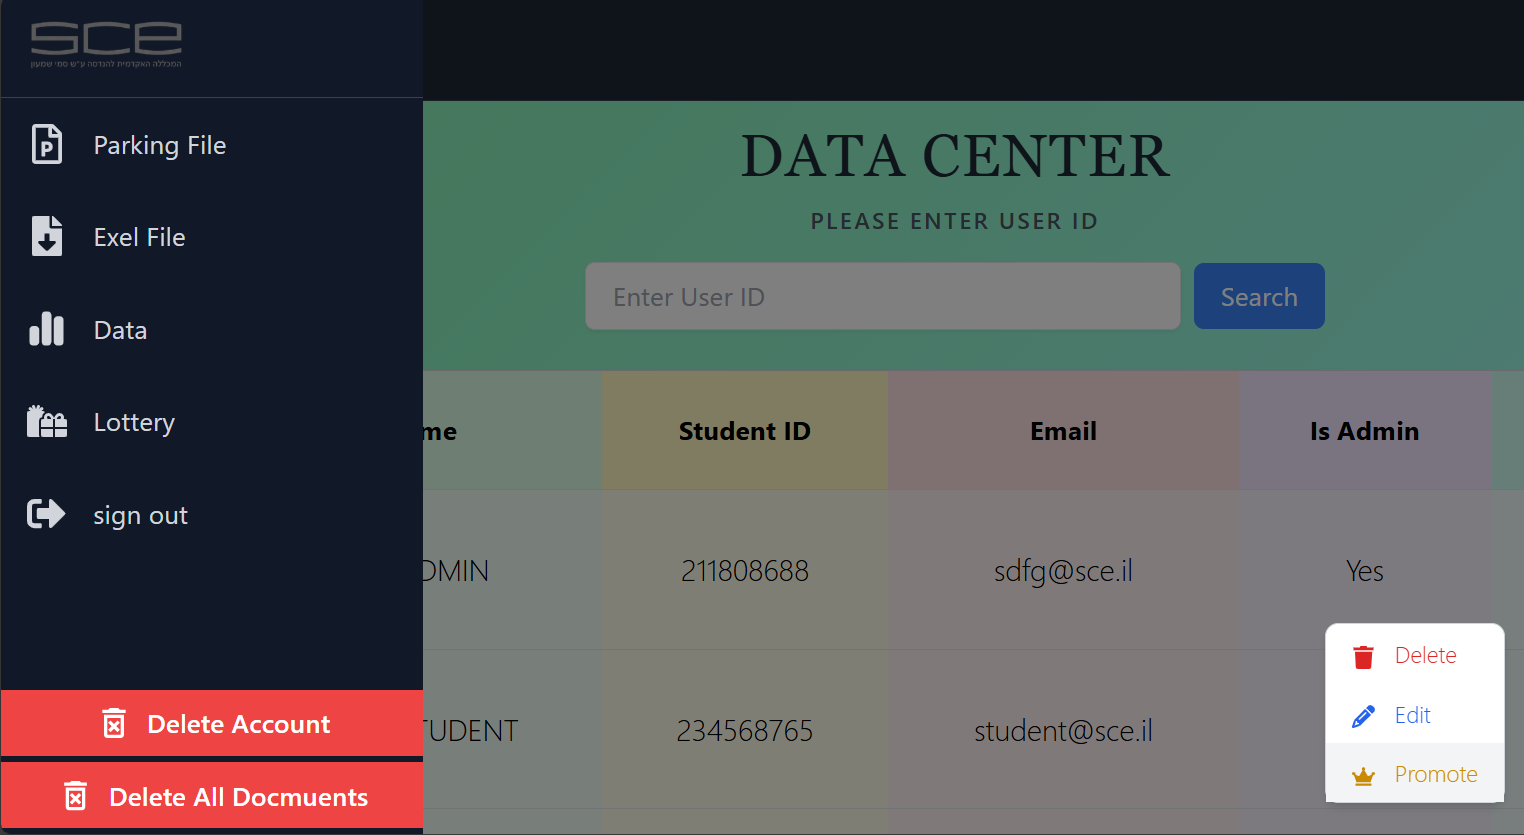 sce
המכללה האקדמית להנדסה ע"ש סמי שמעון
Parking File
Exel File
Data
Lottery
sign out
Delete Account
Delete All Docmuents
DATA CENTER
PLEASE ENTER USER ID
Enter User ID
Search
me
Student ID
Email
Is Admin
DMIN
211808688
sdfg@sce.il
Yes
TUDENT
234568765
student@sce.il
Delete
Edit
Promote